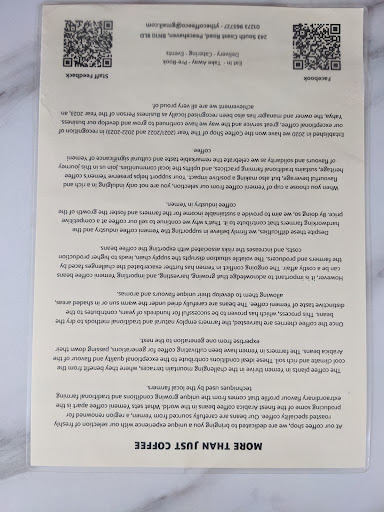 MORE THAN JUST COFFEE
At our coffee shop, we are dedicated to bringing you a unique experience with our selection of freshly
roasted specialty coffee. Our beans are carefully sourced from Yemen, a region renowned for
producing some of the finest Arabica coffee beans in the world. What sets Yemeni coffee apart is the
extraordinary flavour profile that comes from the unique growing conditions and traditional farming
techniques used by the local farmers.
The coffee plants in Yemen thrive in the challenging mountain terraces, where they benefit from the
cool climate and rich soil. These ideal conditions contribute to the exceptional quality and flavour of the
Arabica beans. The farmers in Yemen have been cultivating coffee for generations, passing down their
expertise from one generation to the next.
Once the coffee cherries are harvested, the farmers employ natural and traditional methods to dry the
beans. This process, which has proven to be successful for hundreds of years, contributes to the
distinctive taste of Yemeni coffee. The beans are carefully dried under the warm sun or in shaded areas,
allowing them to develop their unique flavours and aromas.
However, it is important to acknowledge that growing, harvesting, and exporting Yemeni coffee beans
can be a costly affair. The ongoing conflict in Yemen has further exacerbated the challenges faced by
the farmers and producers. The volatile situation disrupts the supply chain, leads to higher production
costs, and increases the risks associated with exporting the coffee beans
Despite these difficulties, we firmly believe in supporting the Yemeni coffee industry and the
hardworking farmers that contribute to it. That's why we continue to sell our coffee at a competitive
price. By doing so, we aim to provide a sustainable income for the farmers and foster the growth of the
coffee industry in Yemen.
When you choose a cup of Yemeni coffee from our selection, you are not only indulging in a rich and
flavourful beverage, but also making a positive impact. Your support helps preserve Yemen's coffee
heritage, sustains traditional farming practices, and uplifts the local communities. Join us in this journey
of flavours and solidarity as we celebrate the remarkable taste and cultural significance of Yemeni
coffee
Established in 2020 we have won the Coffee Shop of the Year (2021/2022 and 2022-2023) in recognition of
our exceptional coffee, great service and the way we have continued to grow and develop our business.
Yahya, the owner and manager has also been recognised locally as Business Person of the Year 2023, an
achievement we are all very proud of
Eat in - Take Away - Pre-Book
Delivery - Catering - Events
243 South Coast Road, Peacehaven, BN10 8LD
Facebook
Staff Feedback